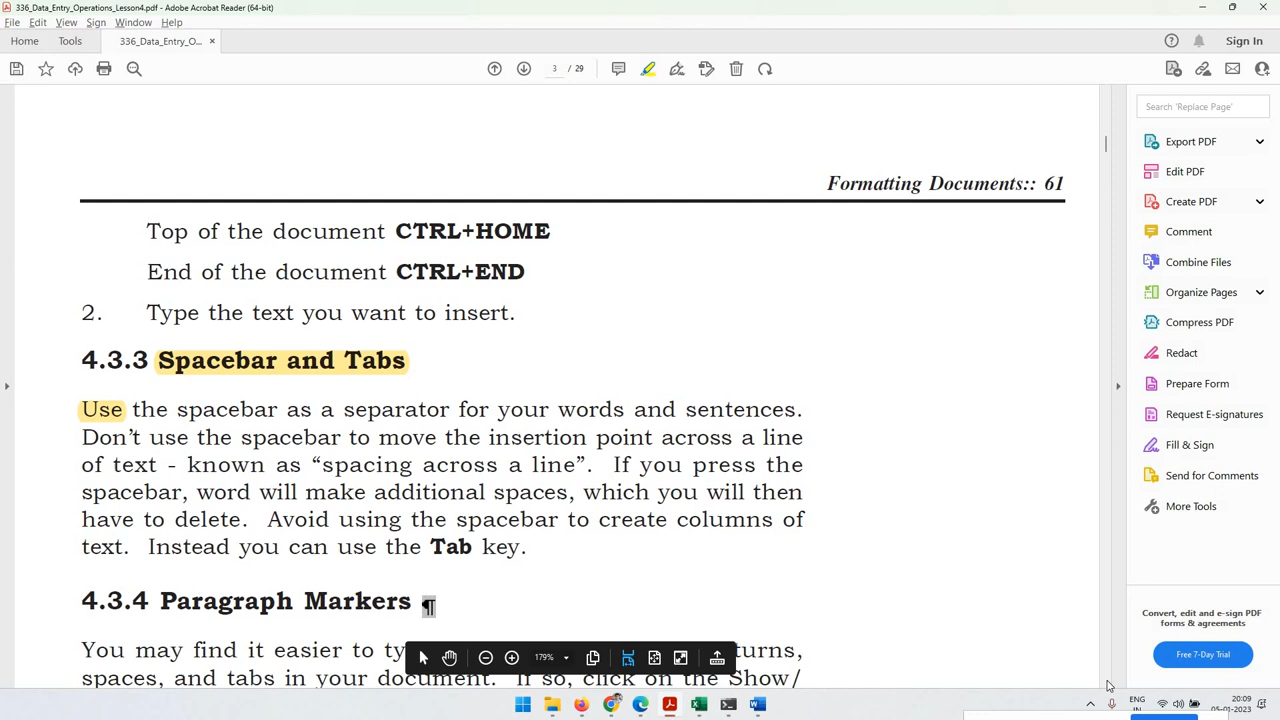 336_Data_Entry_Operations_Lesson4.pdf - Adobe Acrobat Reader (64-bit)
File Edit View Sign Window Help
Home Tools 336_Data_Entry_O... × Sign In
3 / 29
Search 'Replace Page'
Export PDF
Edit PDF
Create PDF
Comment
Combine Files
Organize Pages
Compress PDF
Redact
Prepare Form
Request E-signatures
Fill & Sign
Send for Comments
More Tools
Convert, edit and e-sign PDF
forms & agreements
Free 7-Day Trial
Formatting Documents:: 61
Top of the document CTRL+HOME
End of the document CTRL+END
2. Type the text you want to insert.
4.3.3 Spacebar and Tabs
Use the spacebar as a separator for your words and sentences.
Don't use the spacebar to move the insertion point across a line
of text - known as “spacing across a line”. If you press the
spacebar, word will make additional spaces, which you will then
have to delete. Avoid using the spacebar to create columns of
text. Instead you can use the Tab key.
4.3.4 Paragraph Markers ¶
You may find it easier to ty
turns,
spaces, and tabs in your document. If so, click on the Show/
179%
ENG
IN
20:09
05-01-2023